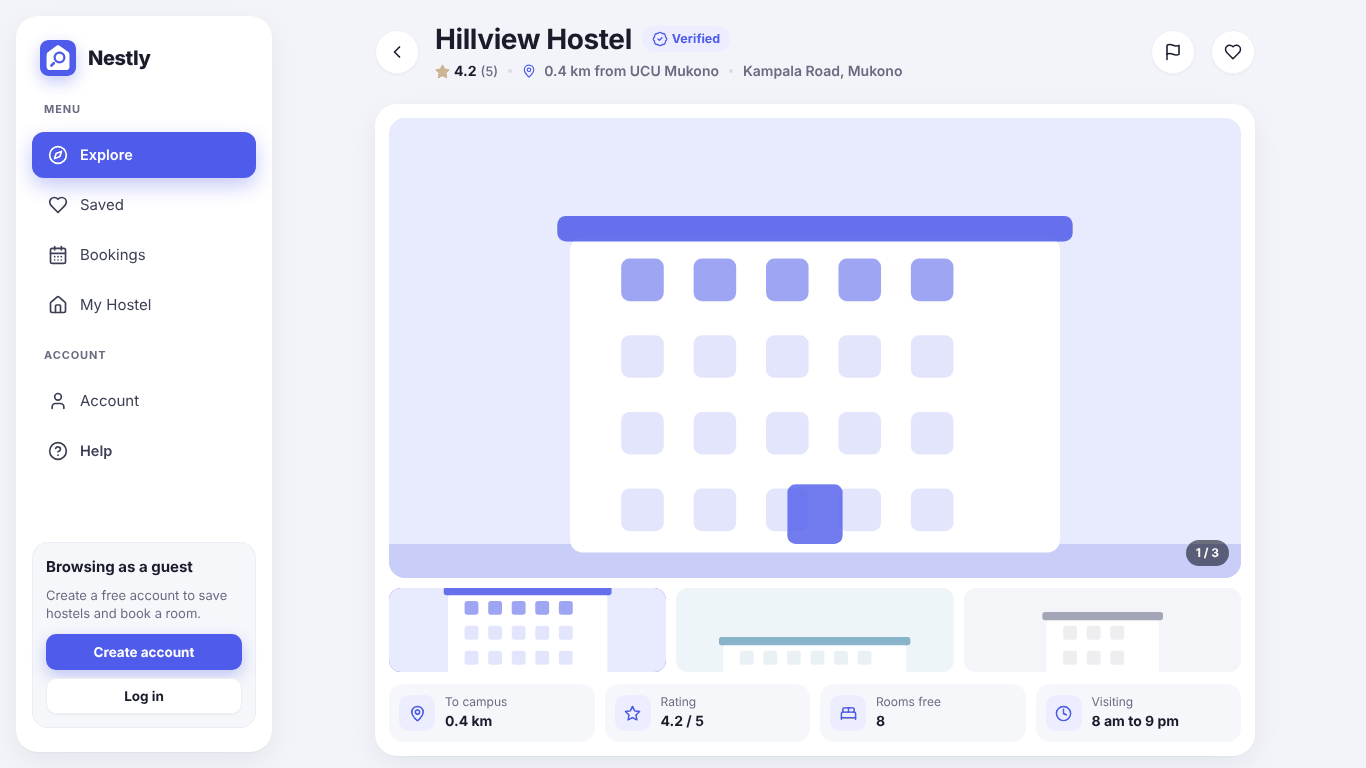 Nestly
MENU
Explore
Saved
Bookings
My Hostel
ACCOUNT
Account
Help
Browsing as a guest
Create a free account to save
hostels and book a room.
Create account
Log in
Hillview Hostel
Verified
4.2 (5) • 0.4 km from UCU Mukono • Kampala Road, Mukono
1 / 3
To campus
0.4 km
Rating
4.2 / 5
Rooms free
8
Visiting
8 am to 9 pm